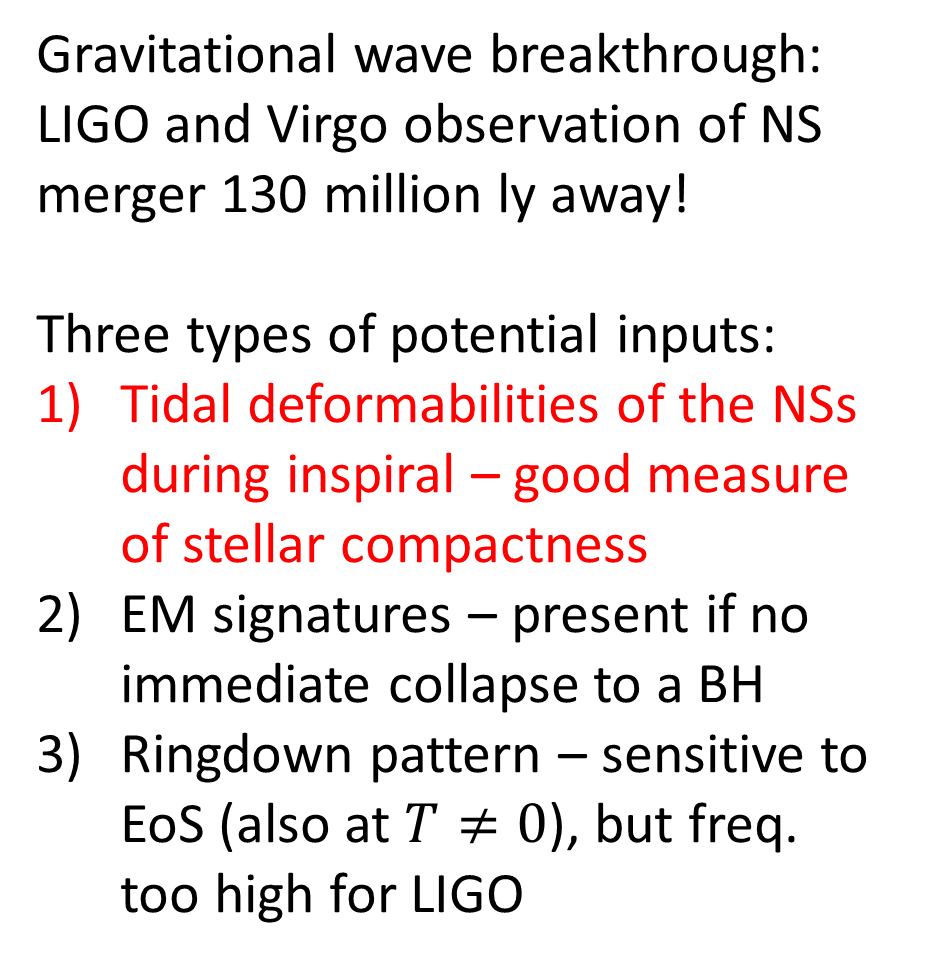 Gravitational wave breakthrough:
LIGO and Virgo observation of NS
merger 130 million ly away!
Three types of potential inputs:
1) Tidal deformabilities of the NSs
during inspiral – good measure
of stellar compactness
2) EM signatures – present if no
immediate collapse to a BH
3) Ringdown pattern – sensitive to
EoS (also at T ≠ 0), but freq.
too high for LIGO